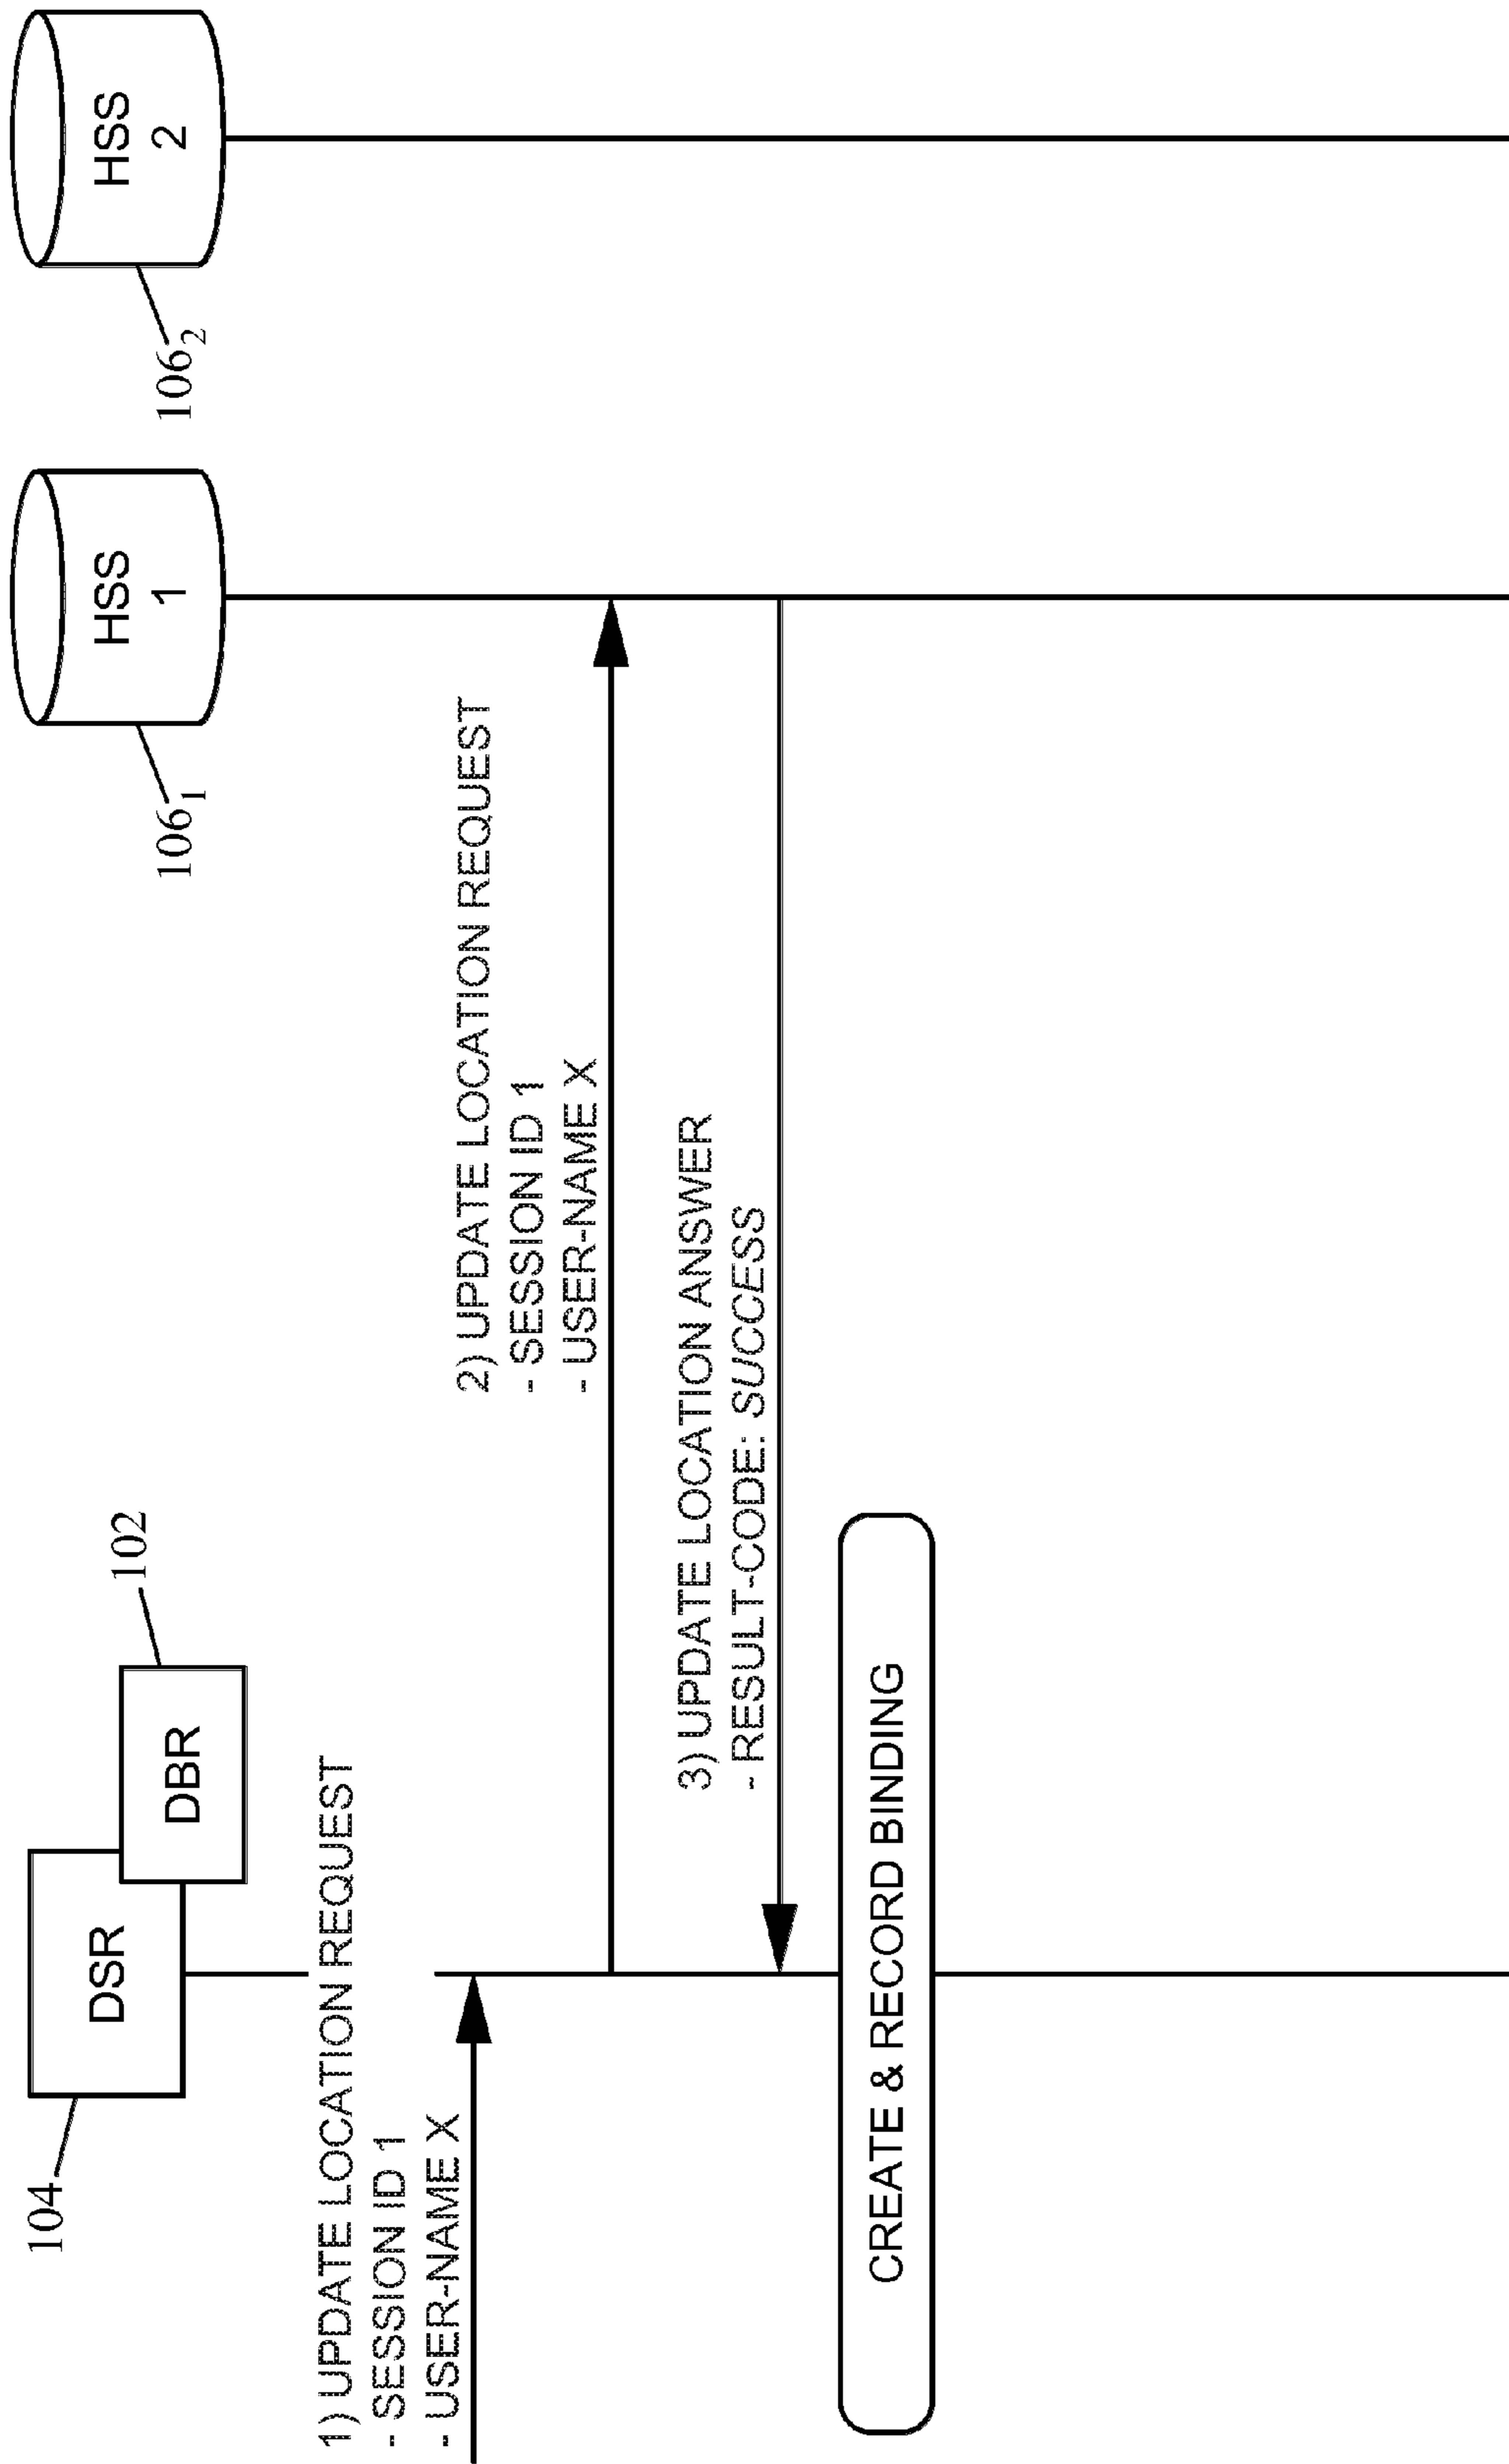 104
DSR
DBR
102
HSS
1
106₁
HSS
2
106₂
1) UPDATE LOCATION REQUEST
- SESSION ID 1
- USER-NAME X
2) UPDATE LOCATION REQUEST
- SESSION ID 1
- USER-NAME X
3) UPDATE LOCATION ANSWER
- RESULT-CODE: SUCCESS
CREATE & RECORD BINDING